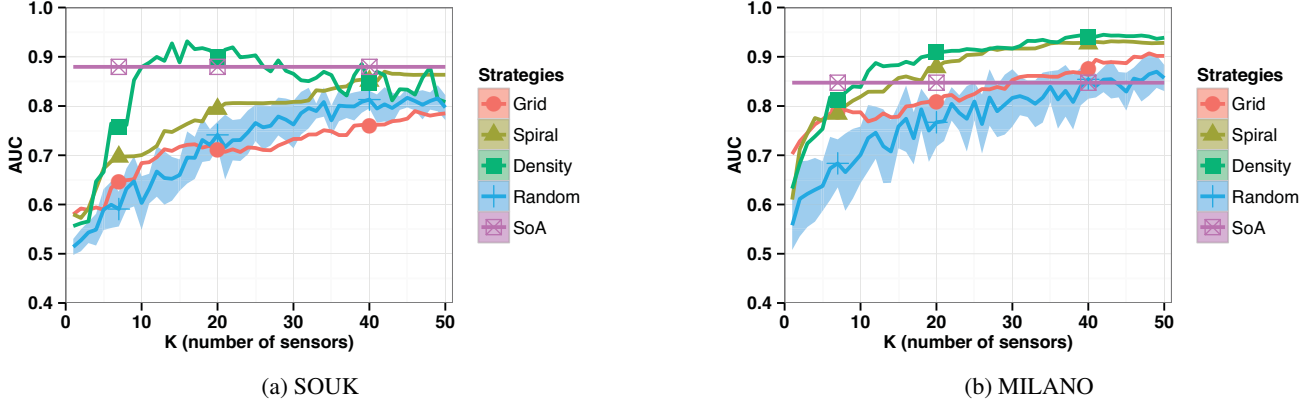 1.0
0.9
0.8
0.7
0.6
0.5
0.4
AUC
0 10 20 30 40 50
K (number of sensors)
Strategies
Grid
Spiral
Density
Random
SoA
(a) SOUK
1.0
0.9
0.8
0.7
0.6
0.5
0.4
AUC
0 10 20 30 40 50
K (number of sensors)
Strategies
Grid
Spiral
Density
Random
SoA
(b) MILANO